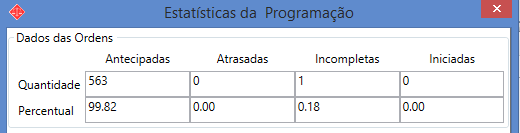 Estatísticas da Programação
Dados das Ordens
Antecipadas Atrasadas Incompletas Iniciadas
Quantidade 563 0 1 0
Percentual 99.82 0.00 0.18 0.00